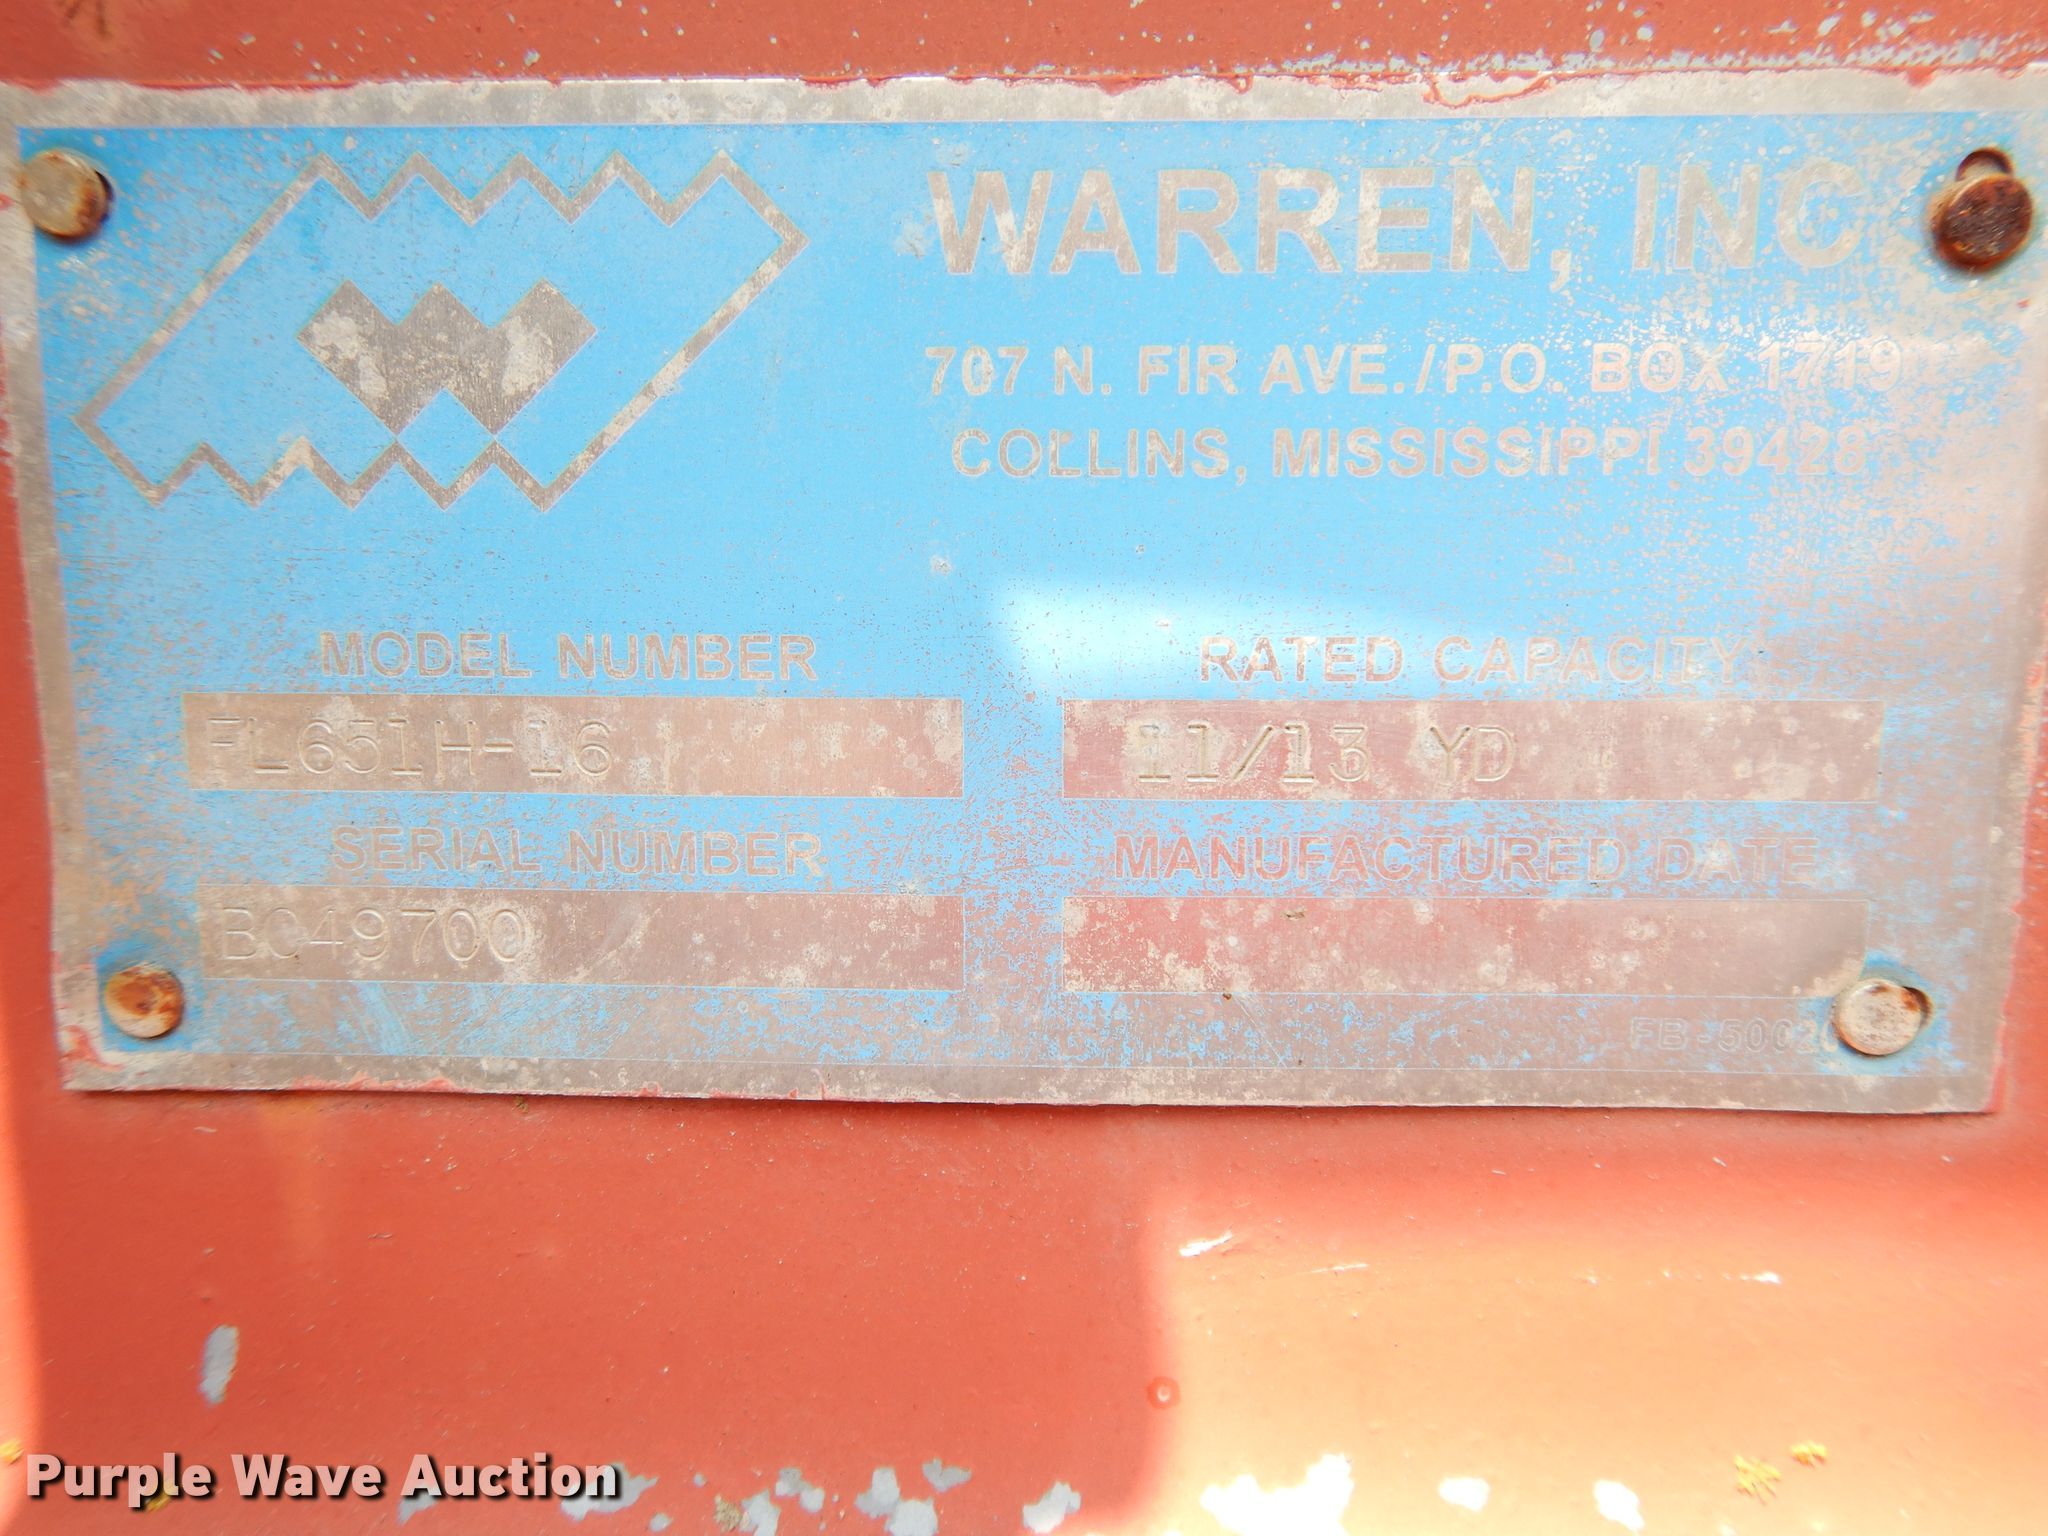 WARREN, INC
707 N. FIR AVE./P.O. BOX 1719
COLLINS, MISSISSIPPI 39428
MODEL NUMBER
FL651H-16
RATED CAPACITY
11/13 YD
SERIAL NUMBER
BC49700
MANUFACTURED DATE
Purple Wave Auction